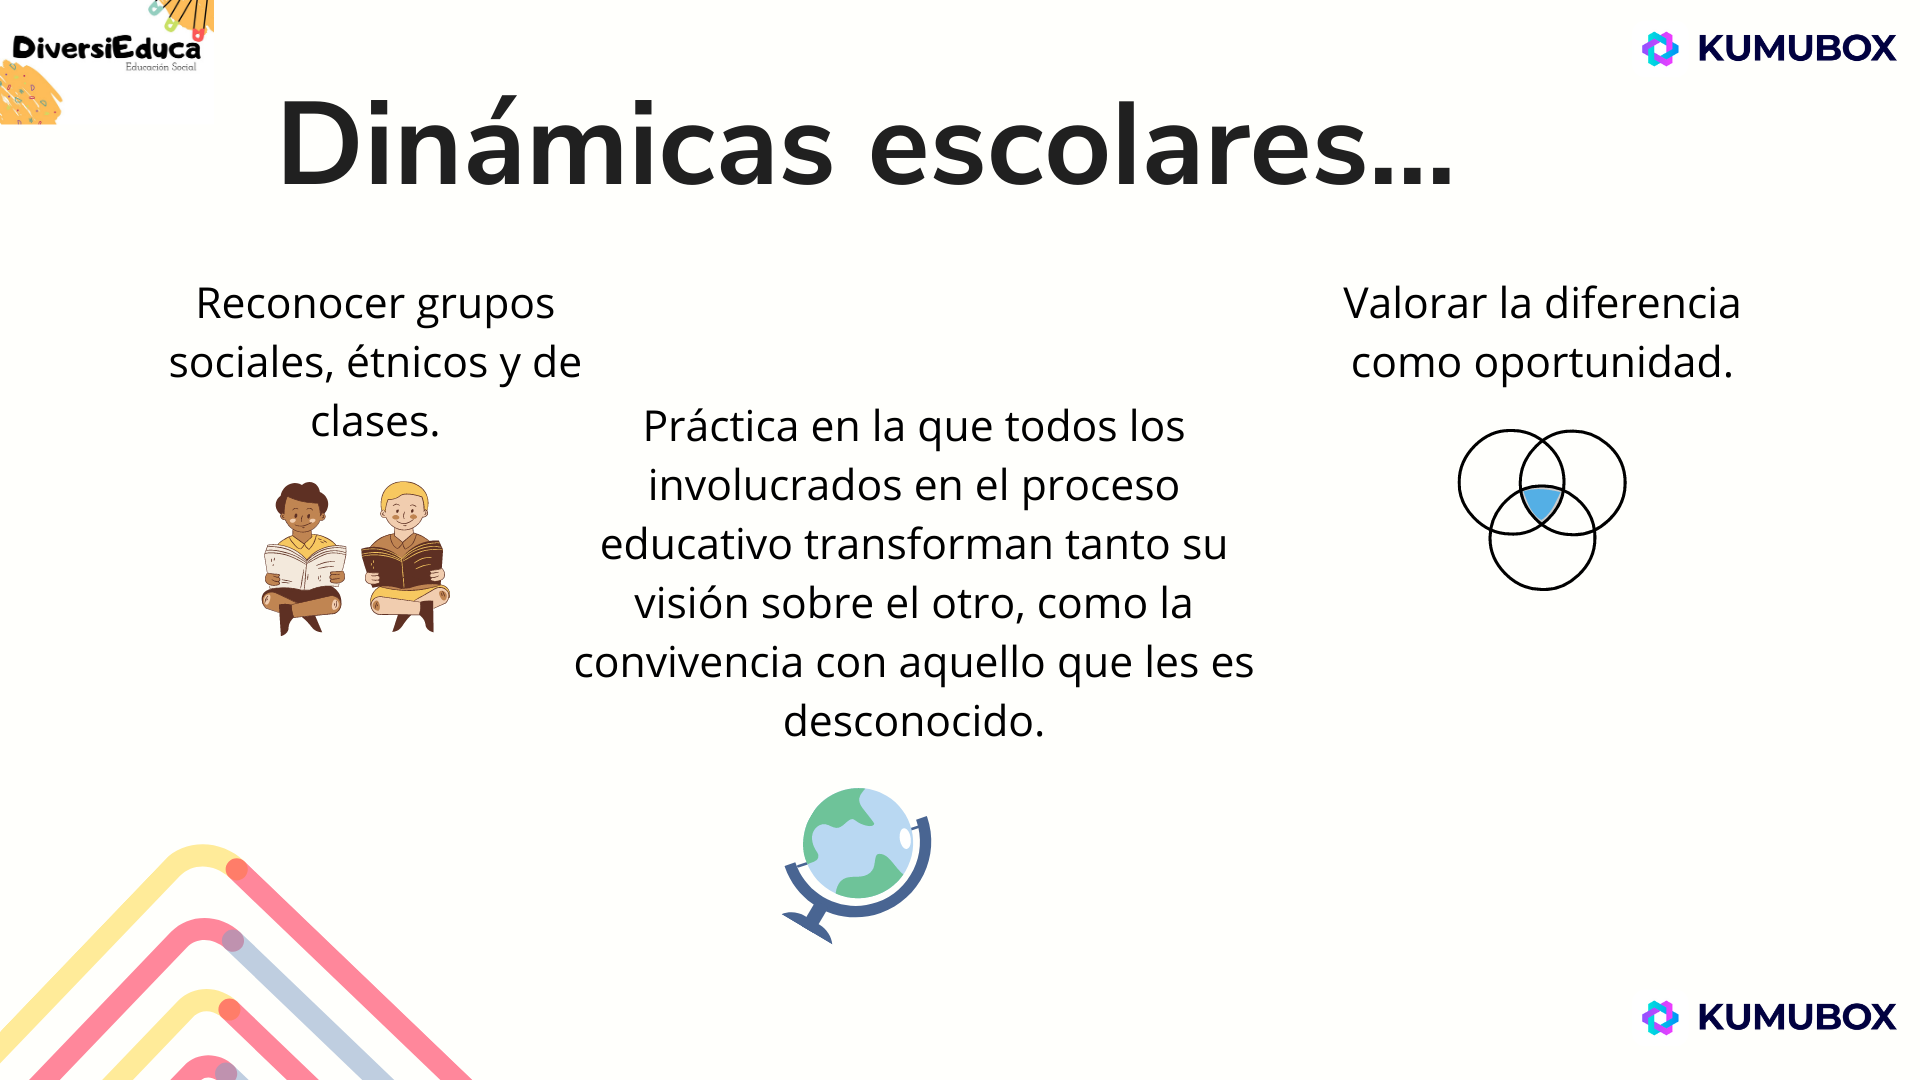 DiversiEduca
Educación Social
KUMUBOX
Dinámicas escolares...
Reconocer grupos
sociales, étnicos y de
clases.
Práctica en la que todos los
involucrados en el proceso
educativo transforman tanto su
visión sobre el otro, como la
convivencia con aquello que les es
desconocido.
Valorar la diferencia
como oportunidad.
KUMUBOX